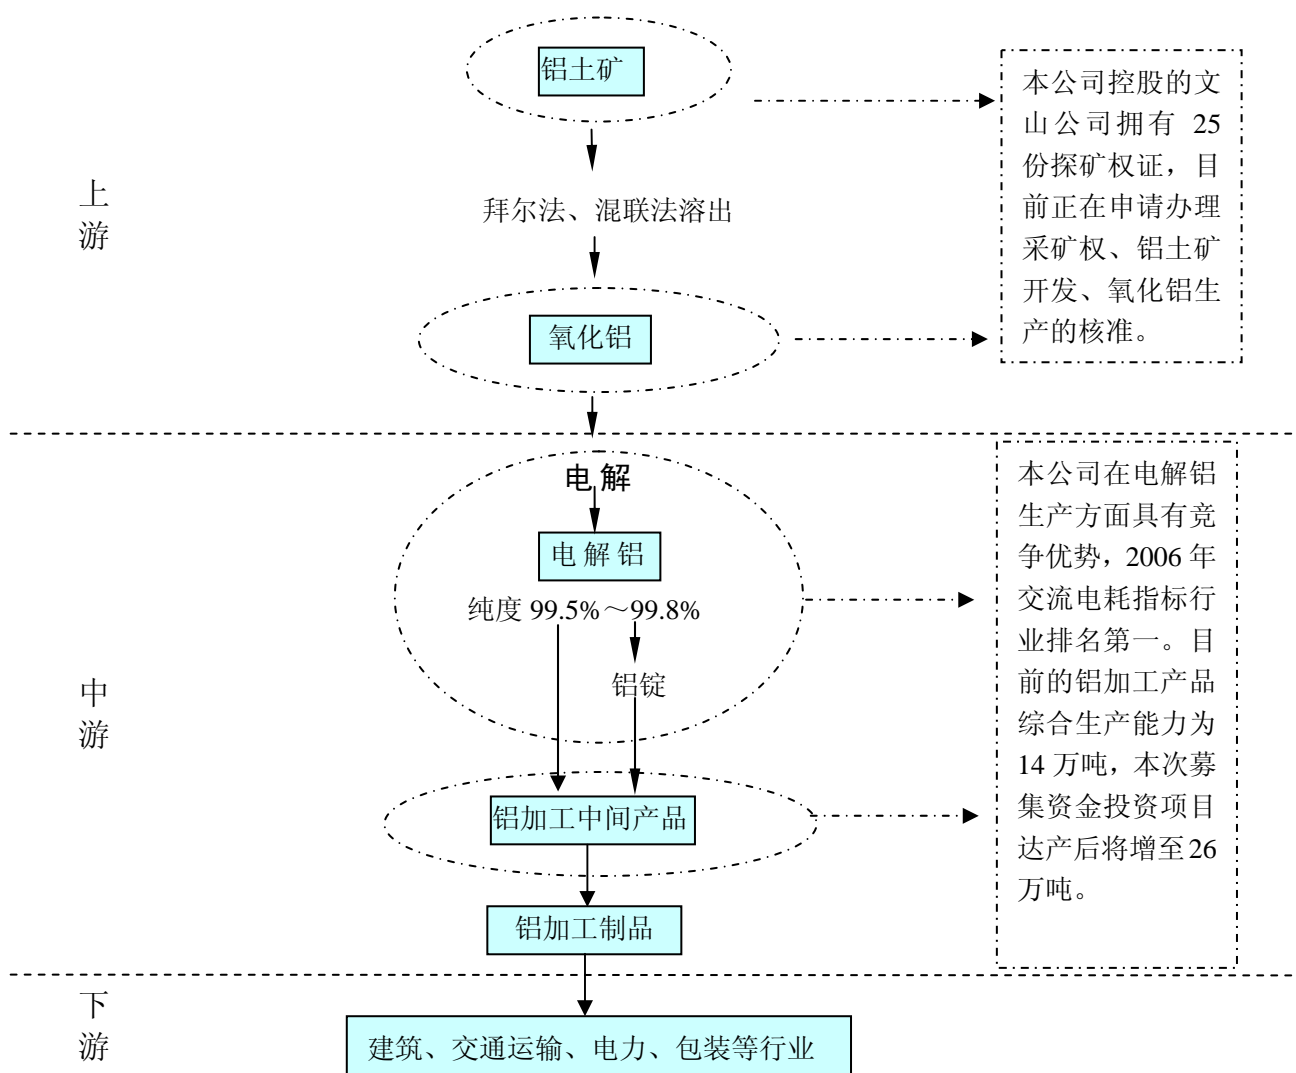 铝土矿
本公司控股的文
山公司拥有 25
份探矿权证，目
前正在申请办理
采矿权、铝土矿
开发、氧化铝生
产的核准。
上
游
拜尔法、混联法溶出
氧化铝
电解
电解铝
纯度 99.5%～99.8%
铝锭
本公司在电解铝
生产方面具有竞
争优势，2006 年
交流电耗指标行
业排名第一。目
前的铝加工产品
综合生产能力为
14 万吨，本次募
集资金投资项目
达产后将增至 26
万吨。
中
游
铝加工中间产品
铝加工制品
下
游
建筑、交通运输、电力、包装等行业